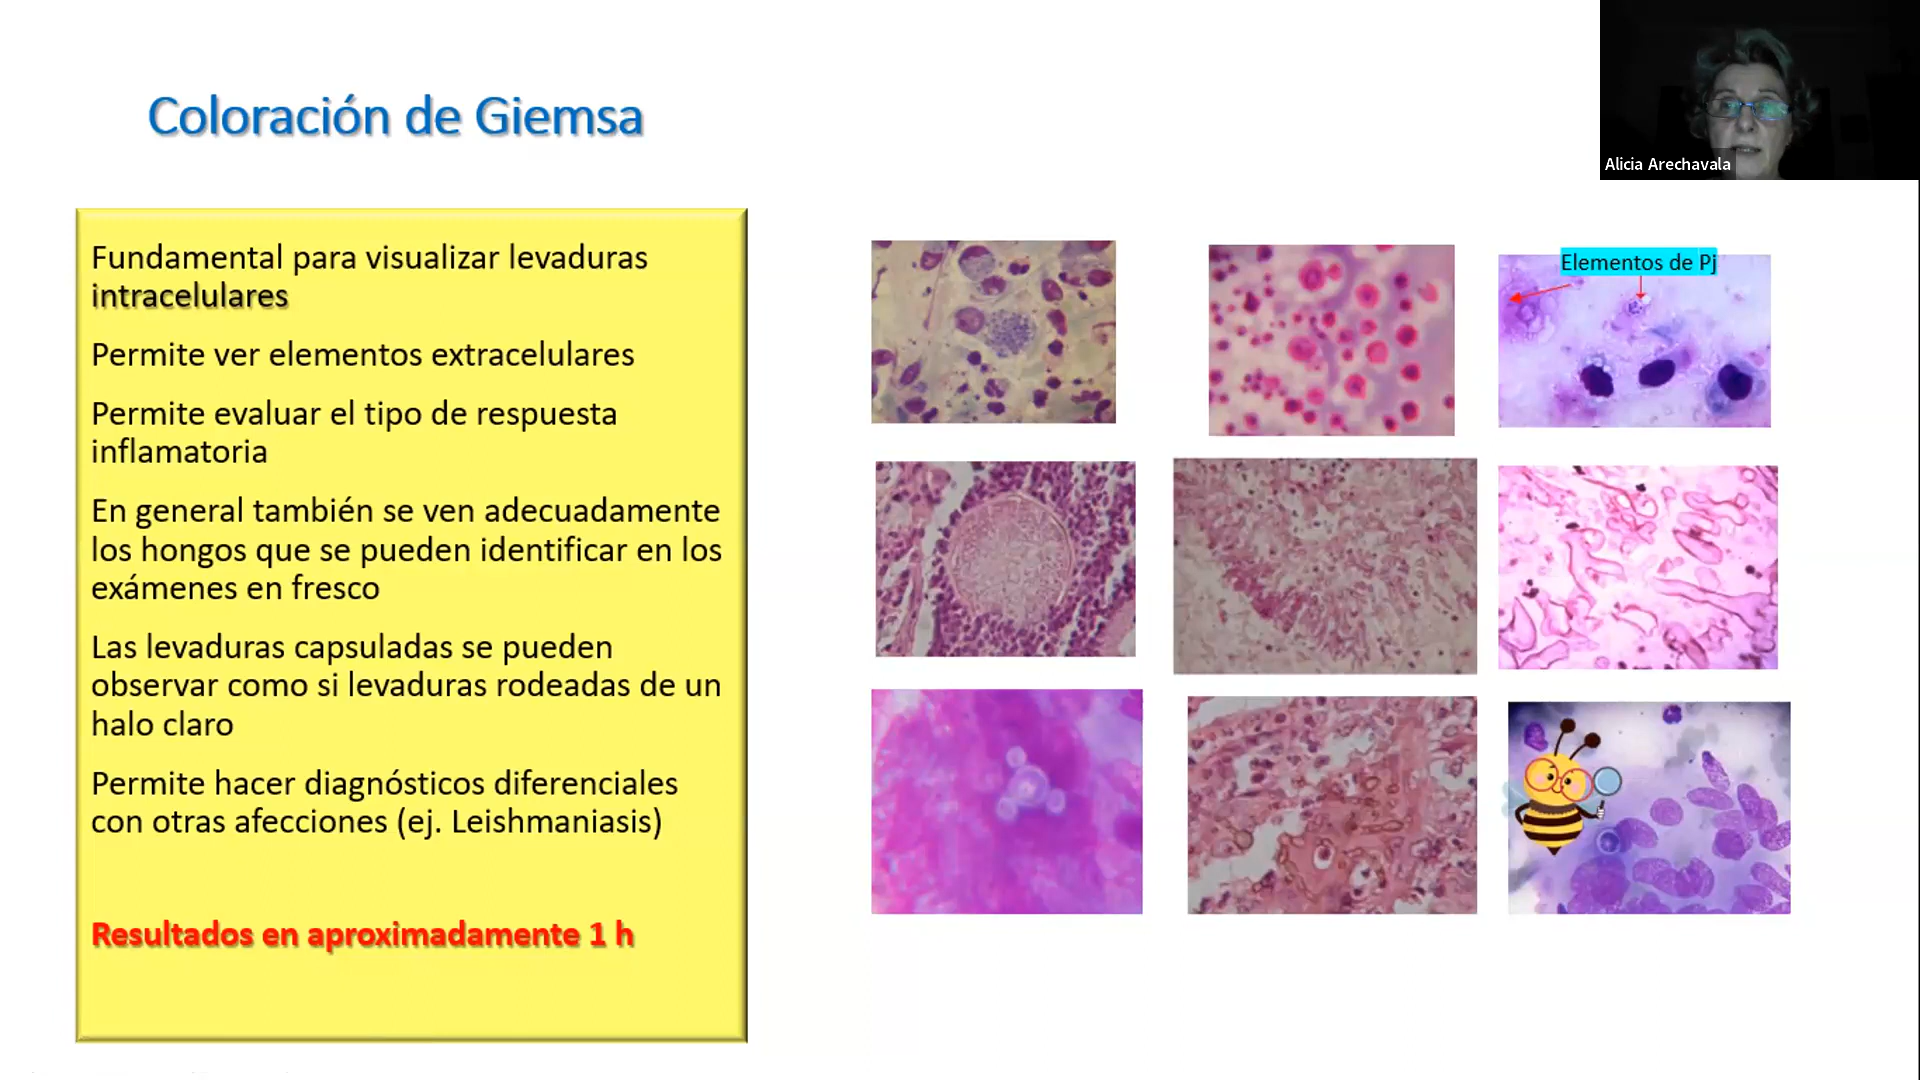 Coloración de Giemsa
Alicia Arechavala
Fundamental para visualizar levaduras
intracelulares
Permite ver elementos extracelulares
Permite evaluar el tipo de respuesta
inflamatoria
En general también se ven adecuadamente
los hongos que se pueden identificar en los
exámenes en fresco
Las levaduras capsuladas se pueden
observar como si levaduras rodeadas de un
halo claro
Permite hacer diagnósticos diferenciales
con otras afecciones (ej. Leishmaniasis)
Resultados en aproximadamente 1 h
Elementos de Pj